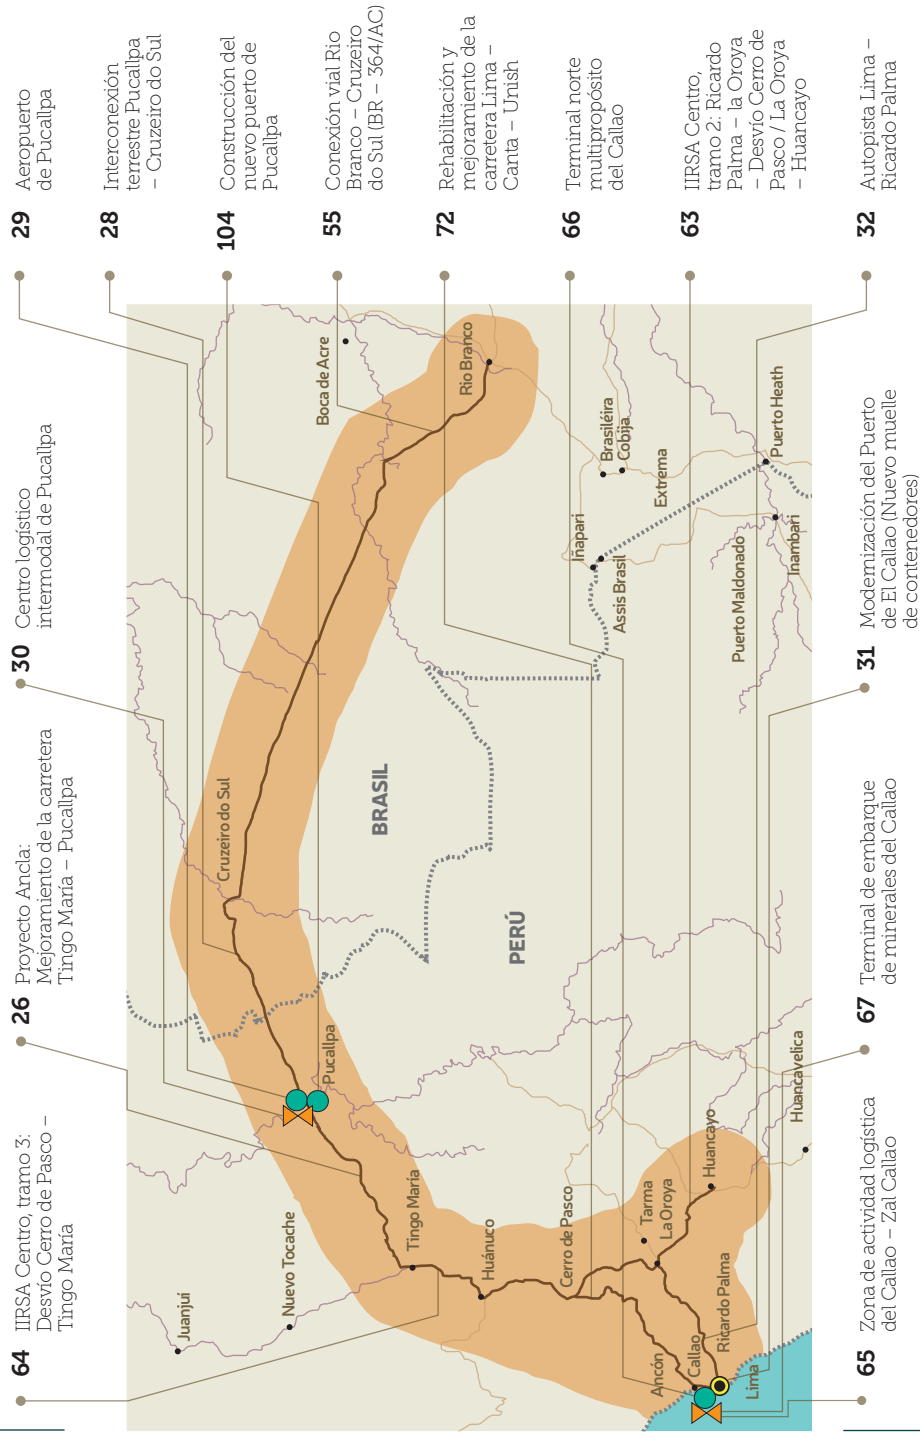 64 IIRSA Centro, tramo 3:
Desvío Cerro de Pasco –
Tingo María
26 Proyecto Ancla:
Mejoramiento de la carretera
Tingo María – Pucallpa
30 Centro logístico
intermodal de Pucallpa
29 Aeropuerto
de Pucallpa
28 Interconexión
terrestre Pucallpa
– Cruzeiro do Sul
104 Construcción del
nuevo puerto de
Pucallpa
55 Conexión vial Rio
Branco – Cruzeiro
do Sul (BR – 364/AC)
72 Rehabilitación y
mejoramiento de la
carretera Lima –
Canta – Unish
66 Terminal norte
multipropósito
del Callao
63 IIRSA Centro,
tramo 2: Ricardo
Palma – la Oroya
– Desvío Cerro de
Pasco / La Oroya
– Huancayo
32 Autopista Lima –
Ricardo Palma
Juanjuí
Nuevo Tocache
Tingo María
Huánuco
Cerro de Pasco
Tarma
La Oroya
Huancayo
Huancavelica
Ancón
Callao
Ricardo Palma
Lima
Pucallpa
Cruzeiro do Sul
BRASIL
PERÚ
Boca de Acre
Rio Branco
Brasiléira
Cobija
Extrema
Iñapari
Assis Brasil
Puerto Heath
Puerto Maldonado
Inambari
65 Zona de actividad logística
del Callao – Zal Callao
67 Terminal de embarque
de minerales del Callao
31 Modernización del Puerto
de El Callao (Nuevo muelle
de contenedores)